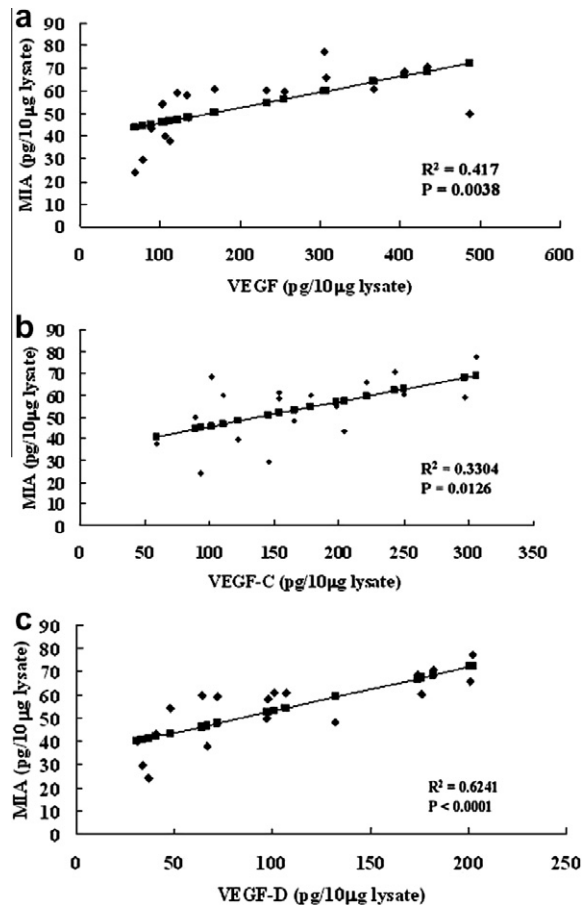 a
MIA (pg/10μg lysate)
90
80
70
60
50
40
30
20
10
0
R² = 0.417
P = 0.0038
0 100 200 300 400 500 600
VEGF (pg/10μg lysate)
b
MIA (pg/10μg lysate)
90
80
70
60
50
40
30
20
10
0
R² = 0.3304
P = 0.0126
0 50 100 150 200 250 300 350
VEGF-C (pg/10μg lysate)
c
MIA (pg/10μg lysate)
90
80
70
60
50
40
30
20
10
0
R² = 0.6241
P < 0.0001
0 50 100 150 200 250
VEGF-D (pg/10μg lysate)